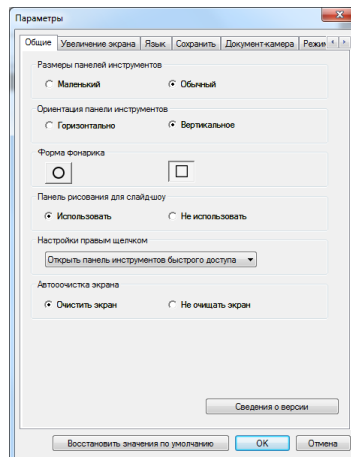 Параметры
Общие Увеличение экрана Язык Сохранить Документ-камера Режи
Размеры панелей инструментов
Маленький Обычный
Ориентация панели инструментов
Горизонтально Вертикальное
Форма фонарика
Панель рисования для слайд-шоу
Использовать Не использовать
Настройки правым щелчком
Открыть панель инструментов быстрого доступа
Автооочистка экрана
Очистить экран Не очищать экран
Сведения о версии
Восстановить значения по умолчанию OK Отмена